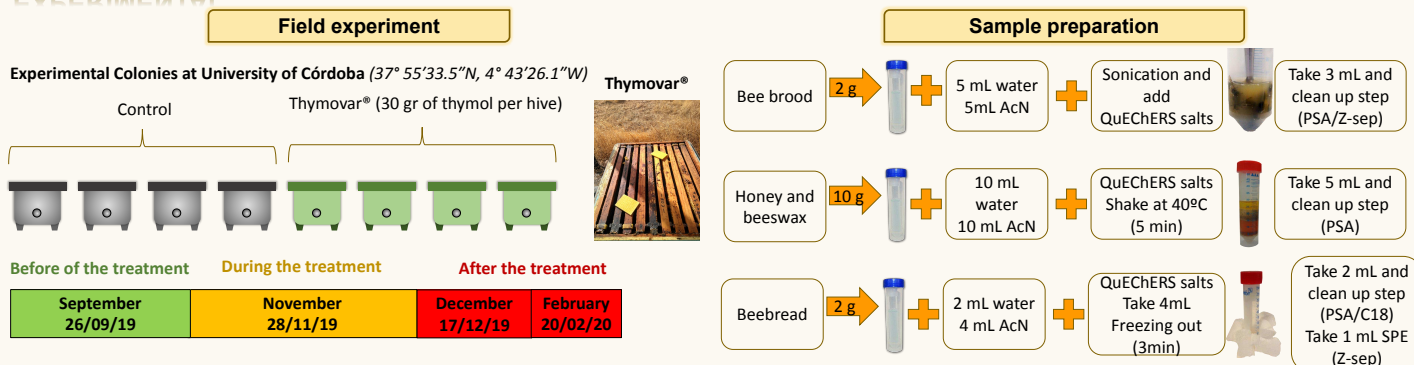 EXPERIMENTAL
Field experiment
Experimental Colonies at University of Córdoba (37° 55’33.5”N, 4° 43’26.1”W)
Control
Thymovar® (30 gr of thymol per hive)
Thymovar®
Before of the treatment
During the treatment
After the treatment
September
26/09/19
November
28/11/19
December
17/12/19
February
20/02/20
Sample preparation
Bee brood
2 g
5 mL water
5mL AcN
Sonication and
add
QuEChERS salts
Take 3 mL and
clean up step
(PSA/Z-sep)
Honey and
beeswax
10 g
10 mL
water
10 mL AcN
QuEChERS salts
Shake at 40ºC
(5 min)
Take 5 mL and
clean up step
(PSA)
Beebread
2 g
2 mL water
4 mL AcN
QuEChERS salts
Take 4mL
Freezing out
(3min)
Take 2 mL and
clean up step
(PSA/C18)
Take 1 mL SPE
(Z-sep)